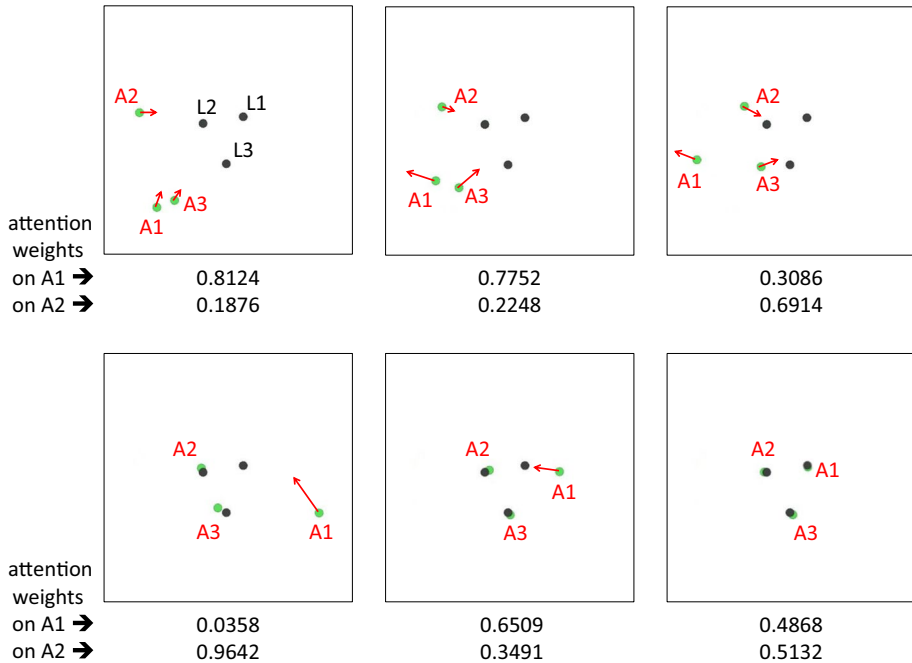 A2
L2
L1
L3
A3
A1
A2
A1
A3
A2
A1
A3
attention
weights
on A1 ➔ 0.8124 0.7752 0.3086
on A2 ➔ 0.1876 0.2248 0.6914
A2
A3
A1
A2
A1
A3
A2
A1
A3
attention
weights
on A1 ➔ 0.0358 0.6509 0.4868
on A2 ➔ 0.9642 0.3491 0.5132